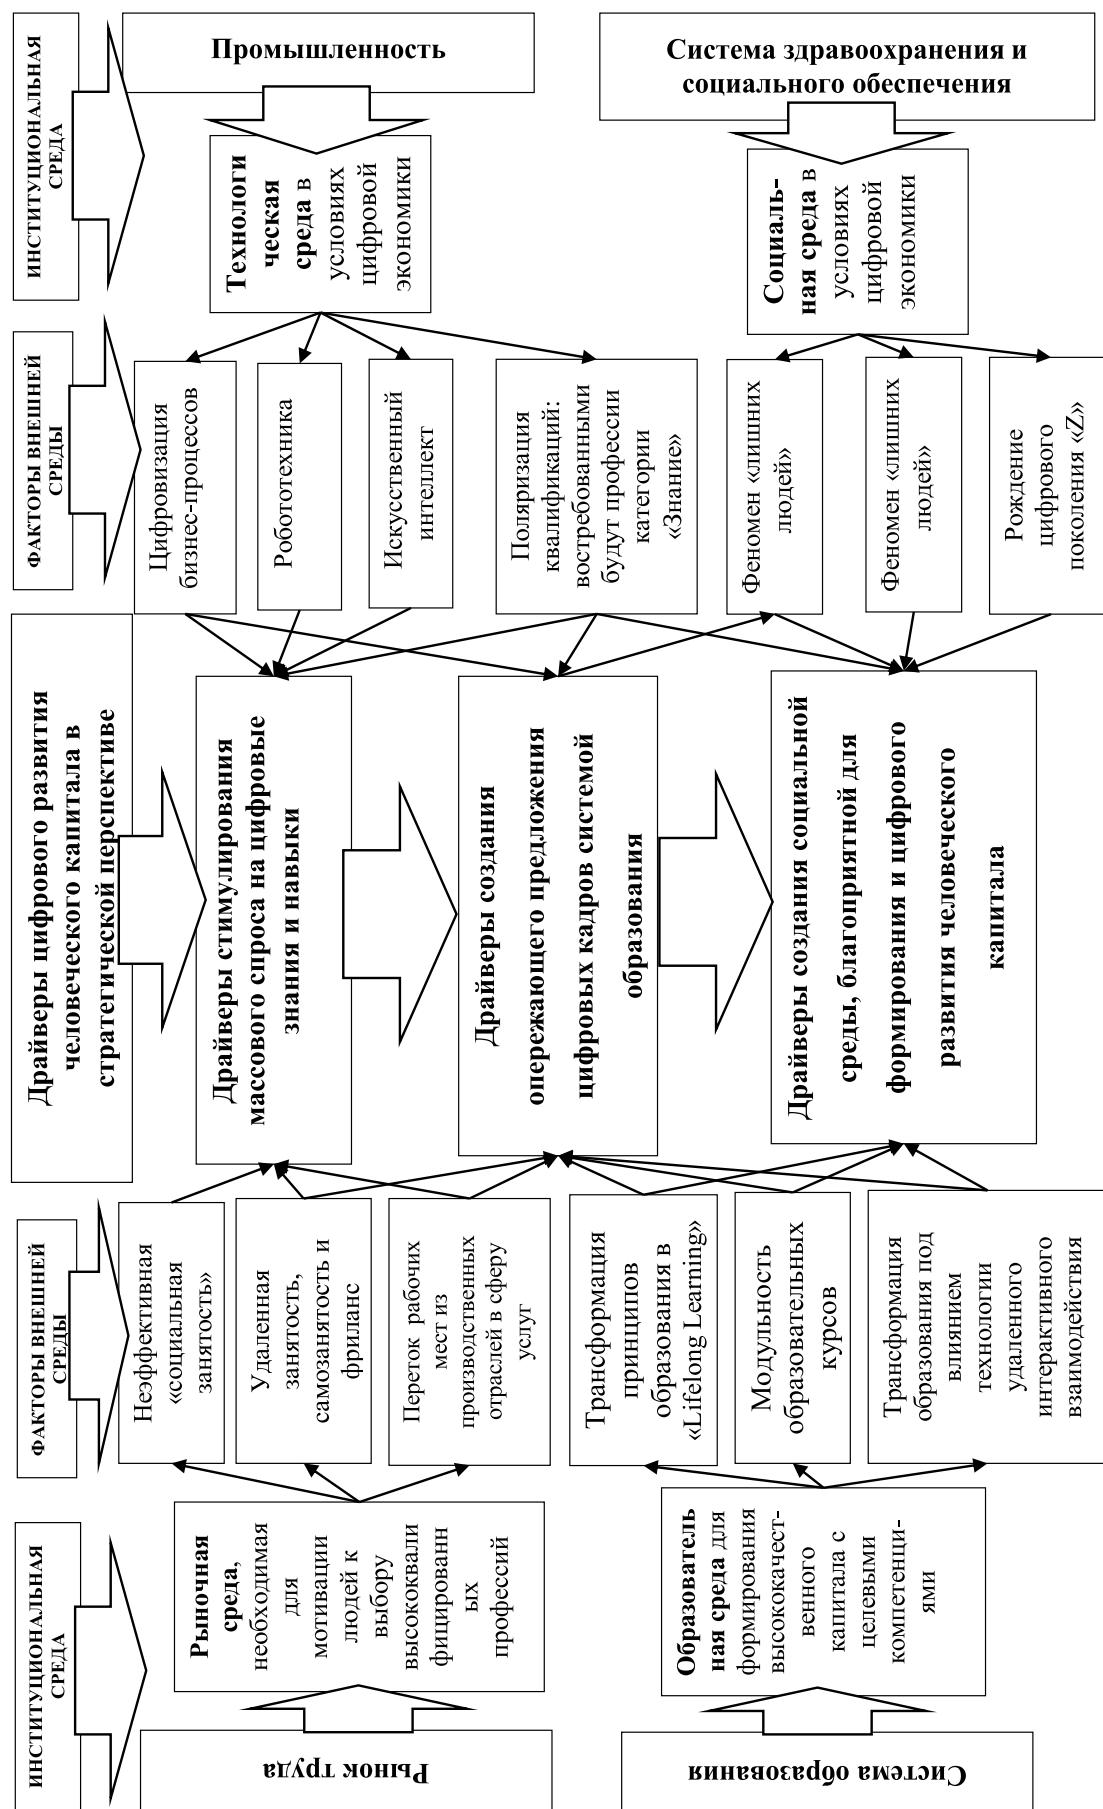 ИНСТИТУЦИОНАЛЬНАЯ
СРЕДА
ФАКТОРЫ ВНЕШНЕЙ
СРЕДЫ
Драйверы цифрового развития
человеческого капитала в
стратегической перспективе
ФАКТОРЫ ВНЕШНЕЙ
СРЕДЫ
ИНСТИТУЦИОНАЛЬНАЯ
СРЕДА
Рынок труда
Рыночная
среда,
необходимая
для
мотивации
людей к
выбору
высококвали
фицированн
ых
профессий
Неэффективная
«социальная
занятость»
Удаленная
занятость,
самозанятость и
фриланс
Переток рабочих
мест из
производственных
отраслей в сферу
услуг
Драйверы стимулирования
массового спроса на цифровые
знания и навыки
Цифровизация
бизнес-процессов
Робототехника
Искусственный
интеллект
Поляризация
квалификаций:
востребованными
будут профессии
категории
«Знание»
Технологи
ческая
среда в
условиях
цифровой
экономики
Промышленность
Драйверы создания
опережающего предложения
цифровых кадров системой
образования
Система образования
Образователь
ная среда для
формирования
высококачест-
венного
капитала с
целевыми
компетенци-
ями
Трансформация
принципов
образования в
«Lifelong Learning»
Модульность
образовательных
курсов
Трансформация
образования под
влиянием
технологии
удаленного
интерактивного
взаимодействия
Драйверы создания социальной
среды, благоприятной для
формирования и цифрового
развития человеческого
капитала
Феномен «лишних
людей»
Феномен «лишних
людей»
Рождение
цифрового
поколения «Z»
Социаль-
ная среда в
условиях
цифровой
экономики
Система здравоохранения и
социального обеспечения